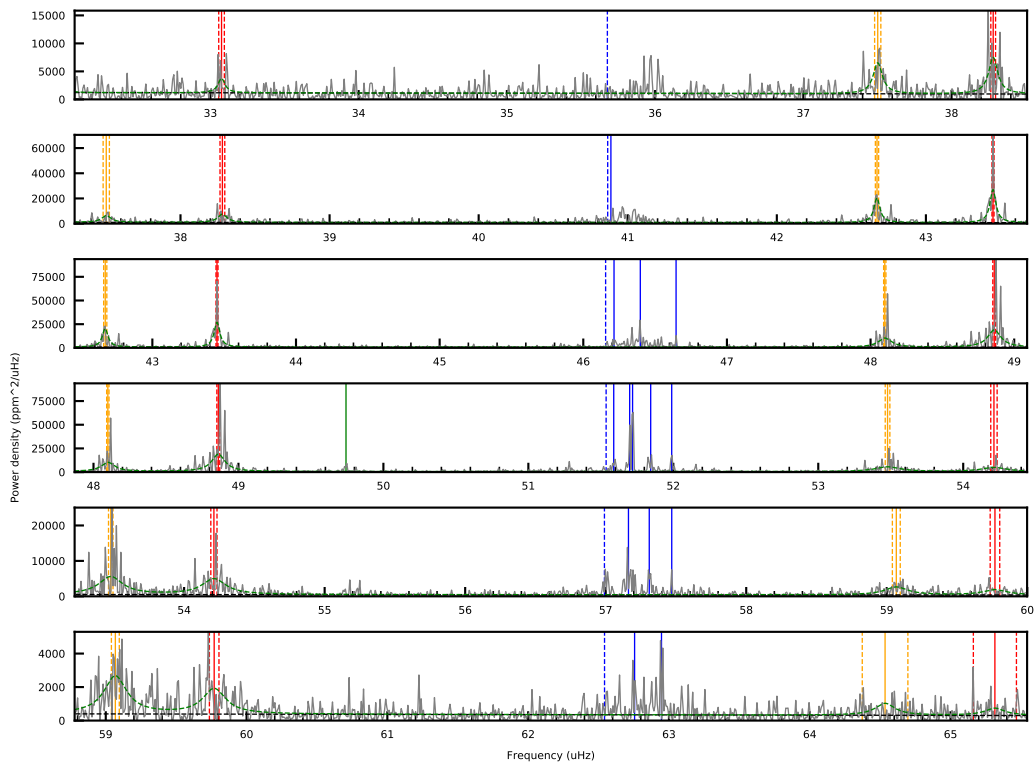 15000
10000
5000
0
33 34 35 36 37 38
60000
40000
20000
0
38 39 40 41 42 43
75000
50000
25000
0
43 44 45 46 47 48 49
75000
50000
25000
0
48 49 50 51 52 53 54
20000
10000
0
54 55 56 57 58 59 60
4000
2000
0
59 60 61 62 63 64 65
Power density (ppm^2/uHz)
Frequency (uHz)